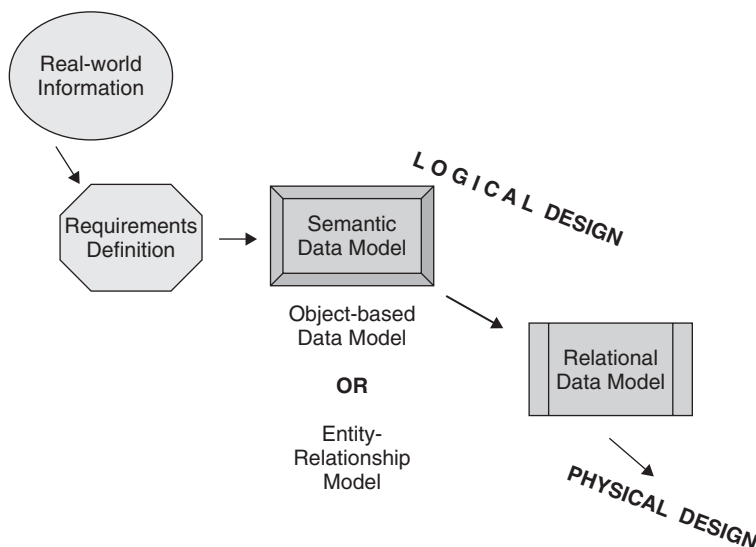 Real-world
Information
Requirements
Definition
Semantic
Data Model
LOGICAL DESIGN
Object-based
Data Model
OR
Entity-
Relationship
Model
Relational
Data Model
PHYSICAL DESIGN